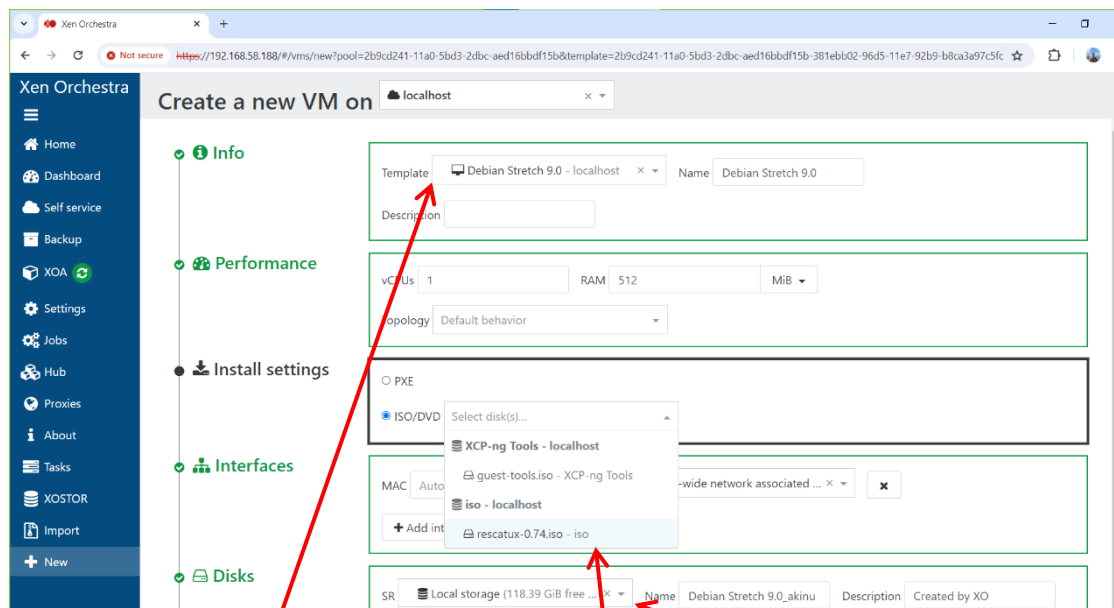 Xen Orchestra
Not secure https://192.168.58.188/#/vms/new?pool=2b9cd241-11a0-5bd3-2dbc-aed16bbdf15b&template=2b9cd241-11a0-5bd3-2dbc-aed16bbdf15b-381ebb02-96d5-11e7-92b9-b8ca3a97c5fc
Xen Orchestra
Home
Dashboard
Self service
Backup
XOA
Settings
Jobs
Hub
Proxies
About
Tasks
XOSTOR
Import
New
Create a new VM on localhost
Info
Template Debian Stretch 9.0 - localhost Name Debian Stretch 9.0
Description
Performance
vCPUs 1 RAM 512 MiB
Topology Default behavior
Install settings
PXE
ISO/DVD Select disk(s)...
XCP-ng Tools - localhost
guest-tools.iso - XCP-ng Tools
iso - localhost
rescatux-0.74.iso - iso
Interfaces
MAC Auto -wide network associated ...
Add int
Disks
SR Local storage (118.39 GiB free ... Name Debian Stretch 9.0_akinu Description Created by XO